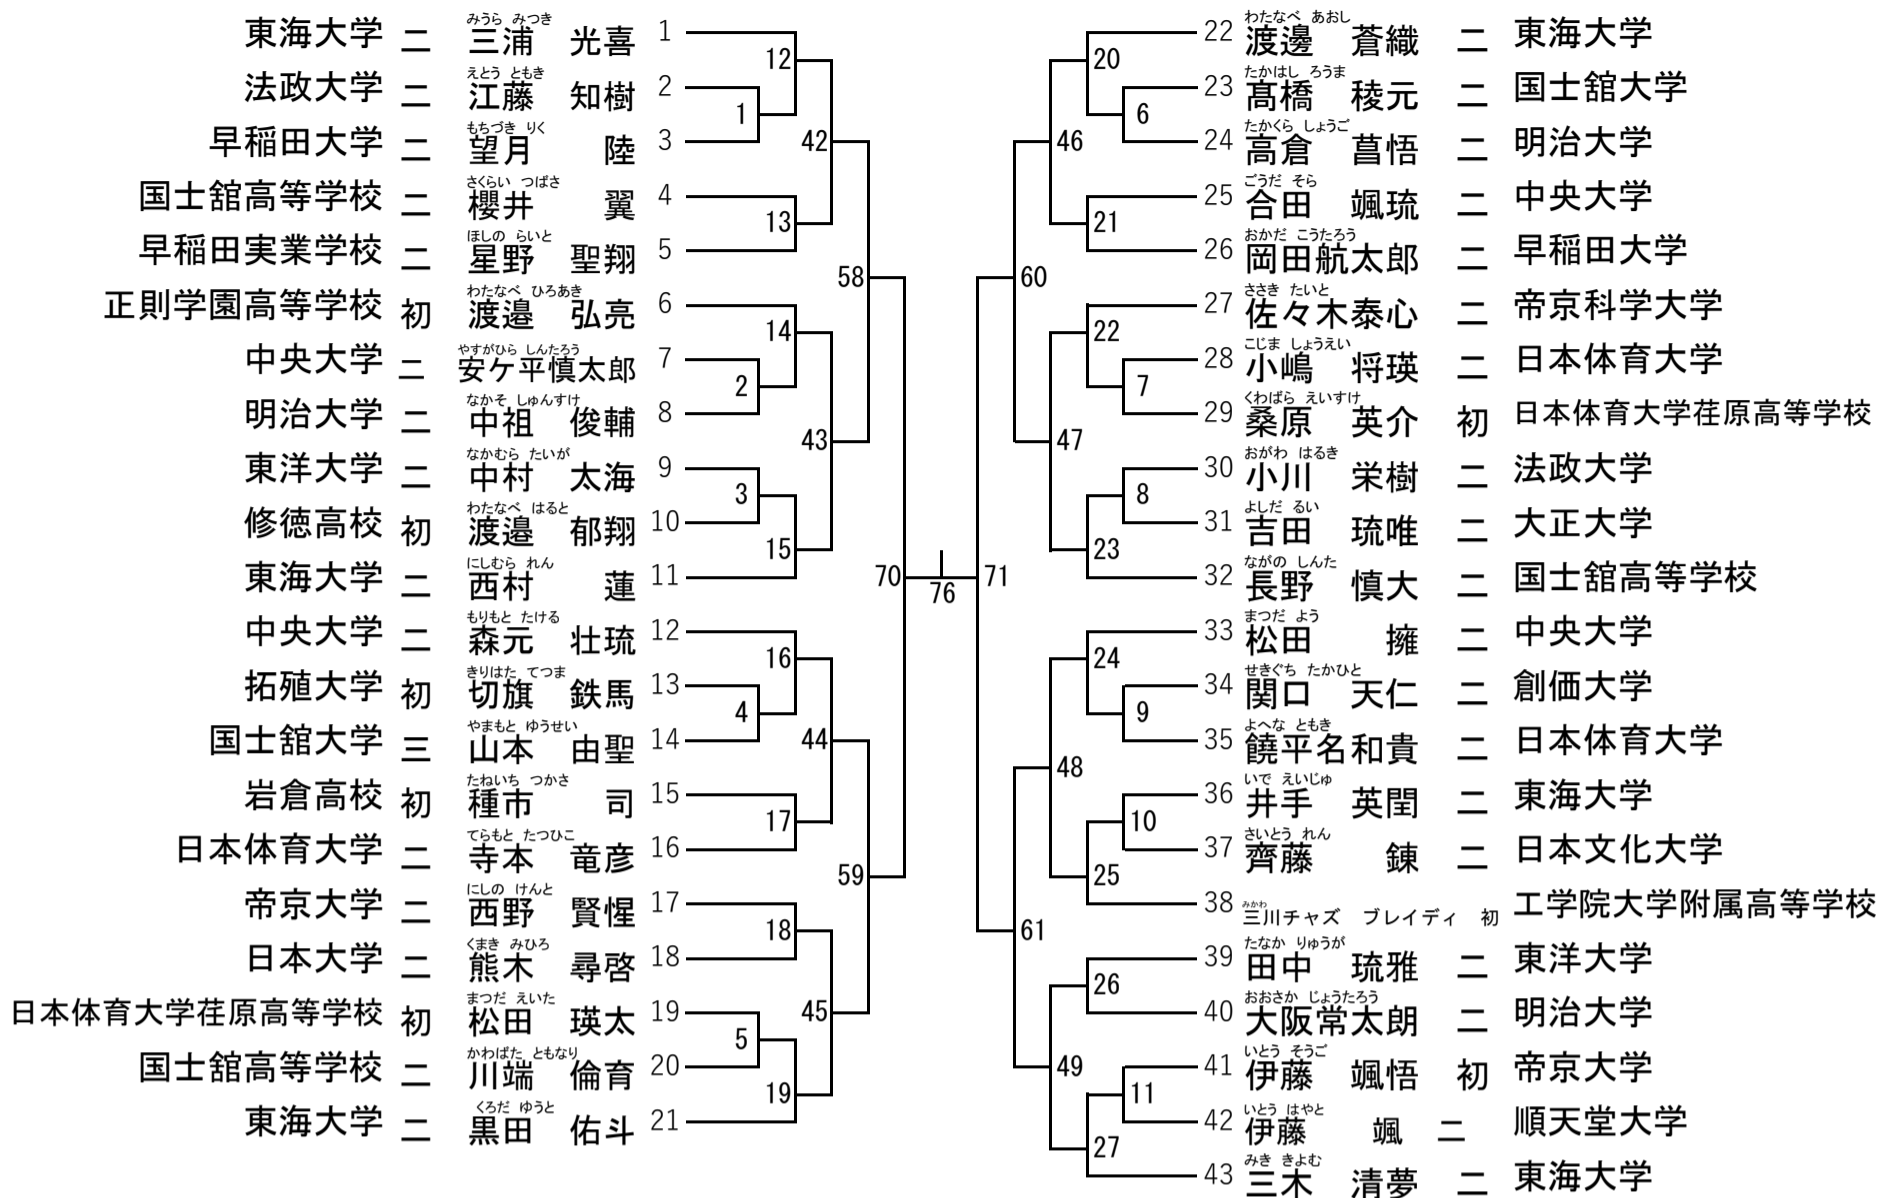 東海大学 二 三浦 光喜 みうら みつき 1
法政大学 二 江藤 知樹 えとう ともき 2
早稲田大学 二 望月 陸 もちづき りく 3
国士舘高等学校 二 櫻井 翼 さくらい つばさ 4
早稲田実業学校 二 星野 聖翔 ほしの らいと 5
正則学園高等学校 初 渡邉 弘亮 わたなべ ひろあき 6
中央大学 二 安ケ平慎太郎 やすがひら しんたろう 7
明治大学 二 中祖 俊輔 なかそ しゅんすけ 8
東洋大学 二 中村 太海 なかむら たいが 9
修徳高校 初 渡邉 郁翔 わたなべ はると 10
東海大学 二 西村 蓮 にしむら れん 11
中央大学 二 森元 壮琉 もりもと たける 12
拓殖大学 初 切旗 鉄馬 きりはた てつま 13
国士舘大学 三 山本 由聖 やまもと ゆうせい 14
岩倉高校 初 種市 司 たねいち つかさ 15
日本体育大学 二 寺本 竜彦 てらもと たつひこ 16
帝京大学 二 西野 賢惺 にしの けんと 17
日本大学 二 熊木 尋啓 くまき みひろ 18
日本体育大学荏原高等学校 初 松田 瑛太 まつだ えいた 19
国士舘高等学校 二 川端 倫育 かわばた ともなり 20
東海大学 二 黒田 佑斗 くろだ ゆうと 21
12
1
42
13
58
14
2
43
3
15
70
16
4
44
17
59
18
45
5
19
76
71
20
6
46
21
60
22
7
47
8
23
24
9
48
10
25
61
26
49
11
27
22 渡邊 蒼織 わたなべ あおし 二 東海大学
23 髙橋 稜元 たかはし ろうま 二 国士舘大学
24 高倉 菖悟 たかくら しょうご 二 明治大学
25 合田 颯琉 ごうだ そら 二 中央大学
26 岡田航太郎 おかだ こうたろう 二 早稲田大学
27 佐々木泰心 ささき たいと 二 帝京科学大学
28 小嶋 将瑛 こじま しょうえい 二 日本体育大学
29 桑原 英介 くわばら えいすけ 初 日本体育大学荏原高等学校
30 小川 栄樹 おがわ はるき 二 法政大学
31 吉田 琉唯 よしだ るい 二 大正大学
32 長野 慎大 ながの しんた 二 国士舘高等学校
33 松田 擁 まつだ よう 二 中央大学
34 関口 天仁 せきぐち たかひと 二 創価大学
35 饒平名和貴 よへな ともき 二 日本体育大学
36 井手 英閏 いで えいじゅ 二 東海大学
37 齊藤 錬 さいとう れん 二 日本文化大学
38 三川チャズ ブレイディ みかわ 初 工学院大学附属高等学校
39 田中 琉雅 たなか りゅうが 二 東洋大学
40 大阪常太朗 おおさか じょうたろう 二 明治大学
41 伊藤 颯悟 いとう そうご 初 帝京大学
42 伊藤 颯 いとう はやと 二 順天堂大学
43 三木 清夢 みき きよむ 二 東海大学